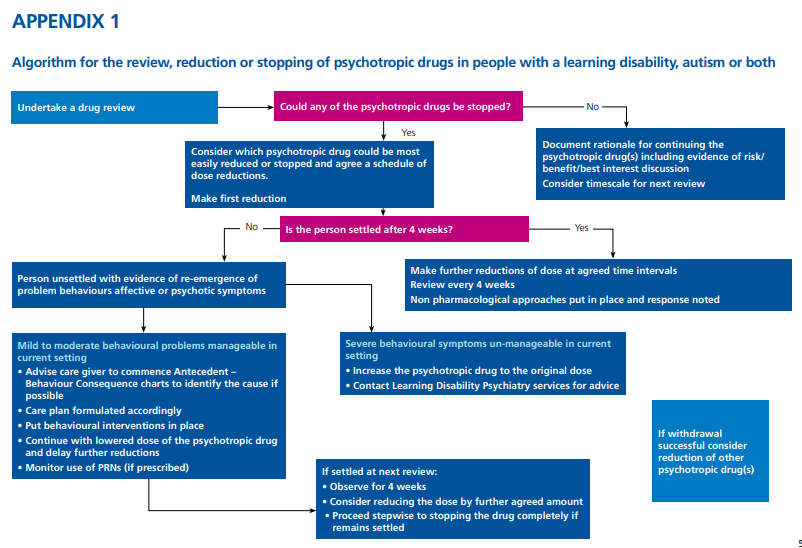 APPENDIX 1
Algorithm for the review, reduction or stopping of psychotropic drugs in people with a learning disability, autism or both
Undertake a drug review
Could any of the psychotropic drugs be stopped?
No
Yes
Consider which psychotropic drug could be most
easily reduced or stopped and agree a schedule of
dose reductions.
Make first reduction
Document rationale for continuing the
psychotropic drug(s) including evidence of risk/
benefit/best interest discussion
Consider timescale for next review
Is the person settled after 4 weeks?
No
Yes
Person unsettled with evidence of re-emergence of
problem behaviours affective or psychotic symptoms
Make further reductions of dose at agreed time intervals
Review every 4 weeks
Non pharmacological approaches put in place and response noted
Mild to moderate behavioural problems manageable in
current setting
• Advise care giver to commence Antecedent –
Behaviour Consequence charts to identify the cause if
possible
• Care plan formulated accordingly
• Put behavioural interventions in place
• Continue with lowered dose of the psychotropic drug
and delay further reductions
• Monitor use of PRNs (if prescribed)
Severe behavioural symptoms un-manageable in current
setting
• Increase the psychotropic drug to the original dose
• Contact Learning Disability Psychiatry services for advice
If withdrawal
successful consider
reduction of other
psychotropic drug(s)
If settled at next review:
• Observe for 4 weeks
• Consider reducing the dose by further agreed amount
• Proceed stepwise to stopping the drug completely if
remains settled
5